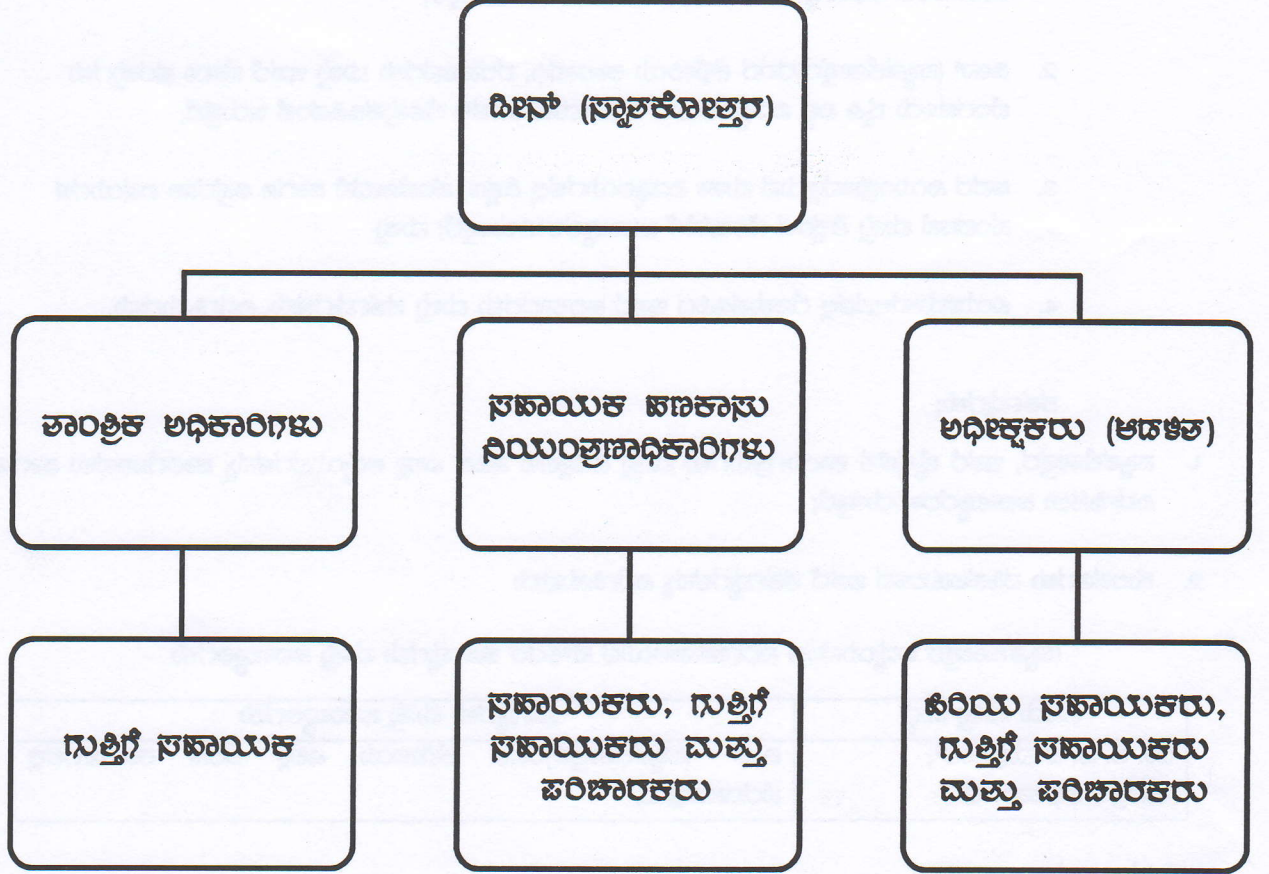 ಡೀನ್ (ಸ್ನಾತಕೋತ್ತರ)
ತಾಂತ್ರಿಕ ಅಧಿಕಾರಿಗಳು
ಸಹಾಯಕ ಹಣಕಾಸು
ನಿಯಂತ್ರಣಾಧಿಕಾರಿಗಳು
ಅಧೀಕ್ಷಕರು (ಆಡಳಿತ)
ಗುತ್ತಿಗೆ ಸಹಾಯಕ
ಸಹಾಯಕರು, ಗುತ್ತಿಗೆ
ಸಹಾಯಕರು ಮತ್ತು
ಪರಿಚಾರಕರು
ಹಿರಿಯ ಸಹಾಯಕರು,
ಗುತ್ತಿಗೆ ಸಹಾಯಕರು
ಮತ್ತು ಪರಿಚಾರಕರು